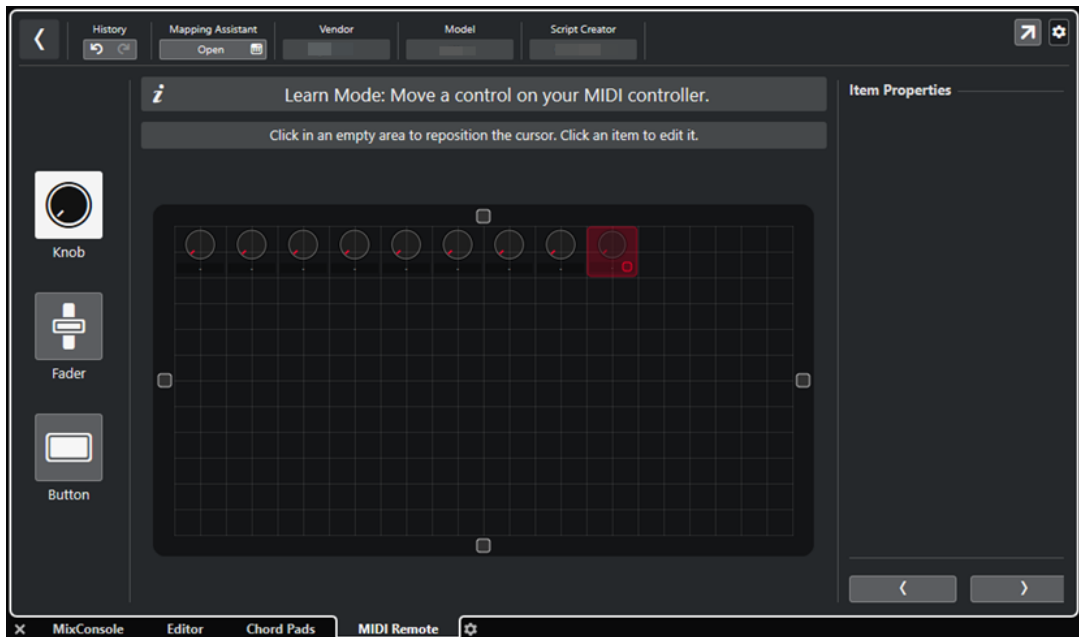 History
Mapping Assistant
Vendor
Model
Script Creator
Open
Learn Mode: Move a control on your MIDI controller.
Item Properties
Click in an empty area to reposition the cursor. Click an item to edit it.
Knob
Fader
Button
MixConsole
Editor
Chord Pads
MIDI Remote